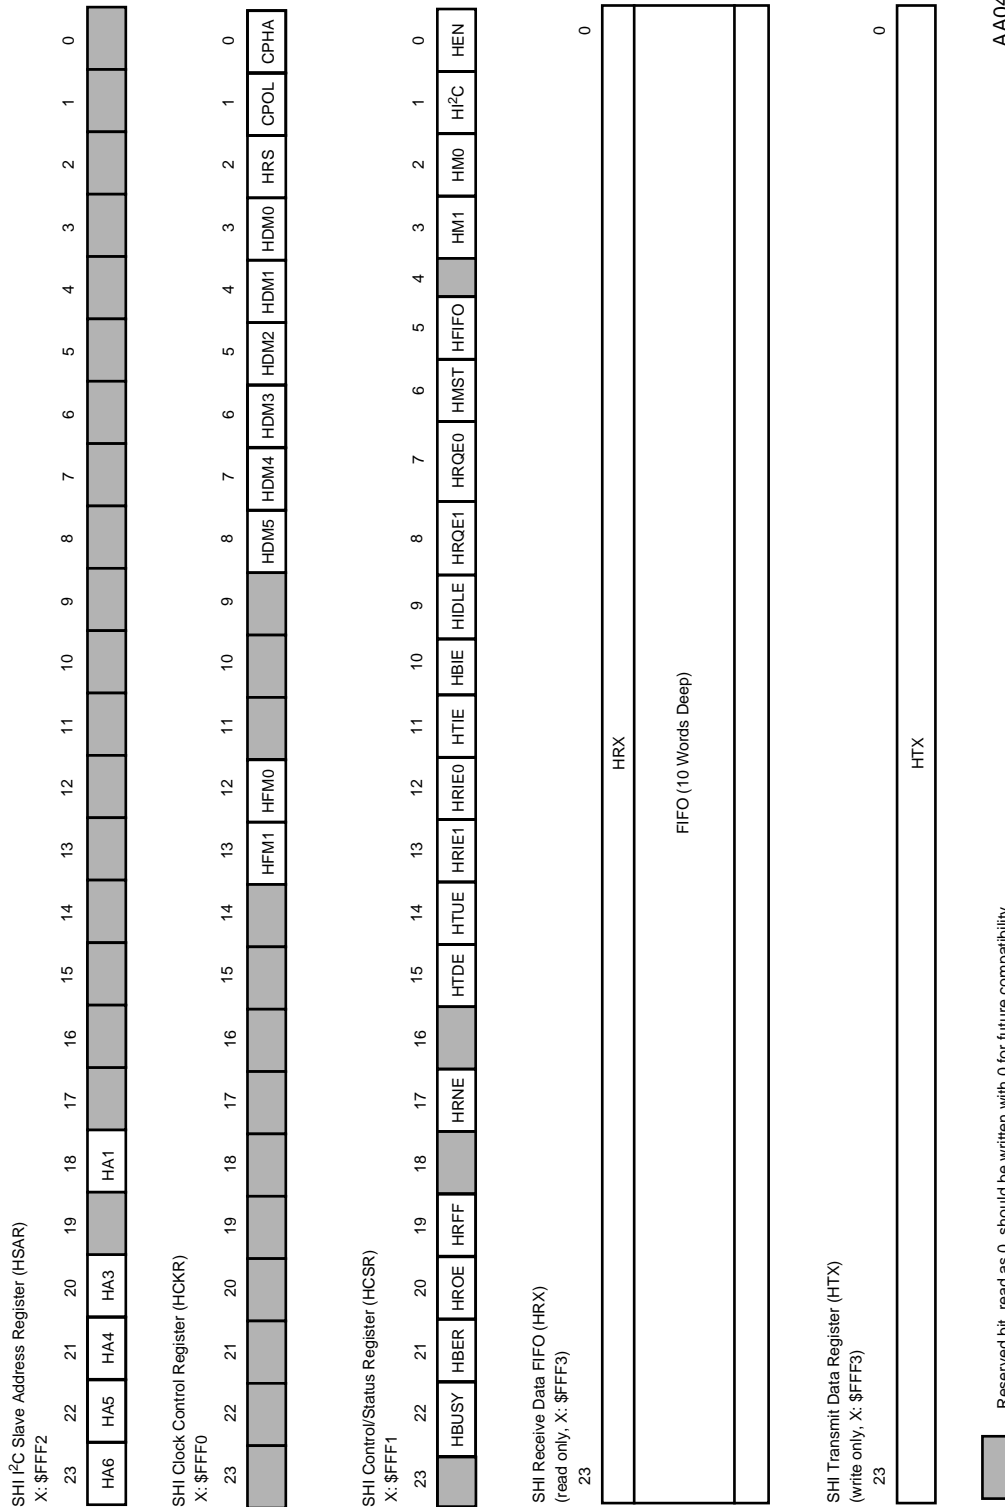 SHI I²C Slave Address Register (HSAR)
X: $FFF2
23 22 21 20 19 18 17 16 15 14 13 12 11 10 9 8 7 6 5 4 3 2 1 0
HA6 HA5 HA4 HA3 HA1
SHI Clock Control Register (HCKR)
X: $FFF0
23 22 21 20 19 18 17 16 15 14 13 12 11 10 9 8 7 6 5 4 3 2 1 0
HFM1 HFM0 HDM5 HDM4 HDM3 HDM2 HDM1 HDM0 HRS CPOL CPHA
SHI Control/Status Register (HCSR)
X: $FFF1
23 22 21 20 19 18 17 16 15 14 13 12 11 10 9 8 7 6 5 4 3 2 1 0
HBUSY HBER HROE HRFF HRNE HTDE HTUE HRIE1 HRIE0 HTIE HBIE HIDLE HRQE1 HRQE0 HMST HFIFO HM1 HM0 HI²C HEN
SHI Receive Data FIFO (HRX)
(read only, X: $FFF3)
23 0
HRX
FIFO (10 Words Deep)
SHI Transmit Data Register (HTX)
(write only, X: $FFF3)
23 0
HTX
Reserved bit, read as 0, should be written with 0 for future compatibility